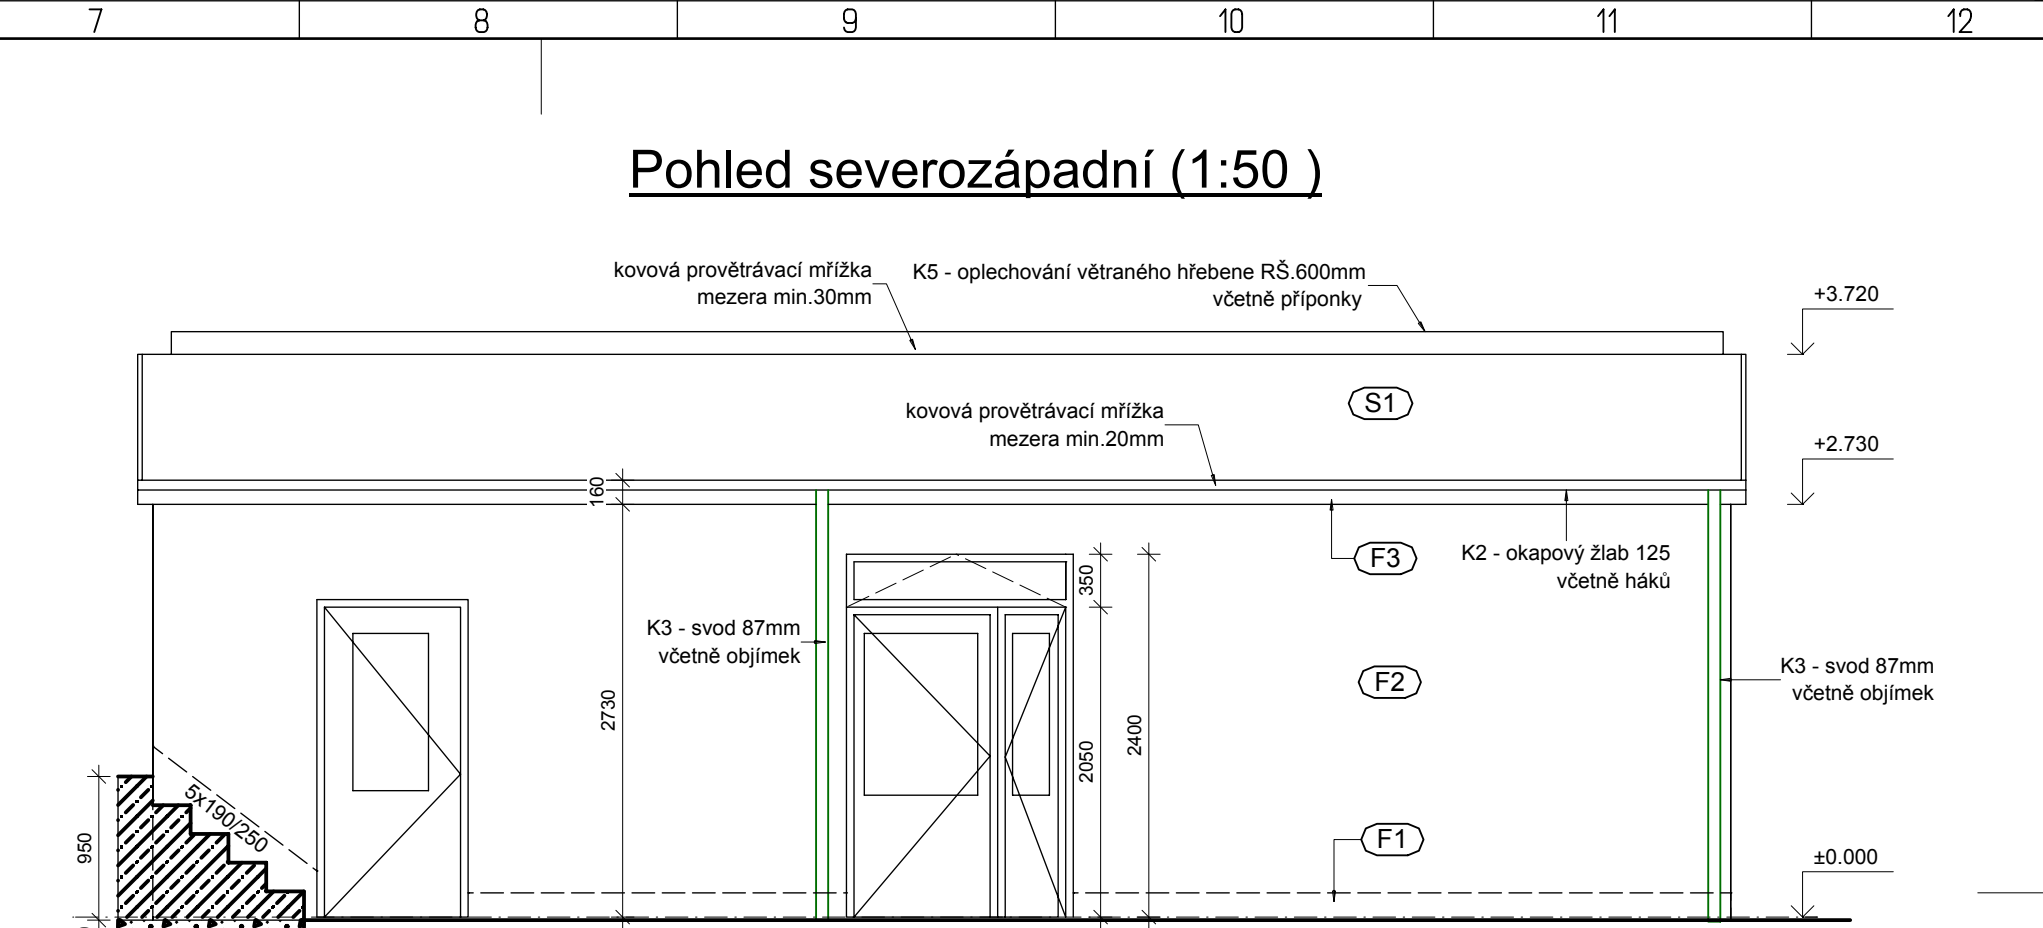 7
8
9
10
11
12
Pohled severozápadní (1:50 )
kovová provětrávací mřížka
mezera min.30mm
K5 - oplechování větraného hřebene RŠ.600mm
včetně příponky
+3.720
S1
kovová provětrávací mřížka
mezera min.20mm
+2.730
160
F3
K2 - okapový žlab 125
včetně háků
350
K3 - svod 87mm
včetně objímek
F2
K3 - svod 87mm
včetně objímek
2730
2050
2400
5x190/250
950
F1
±0.000